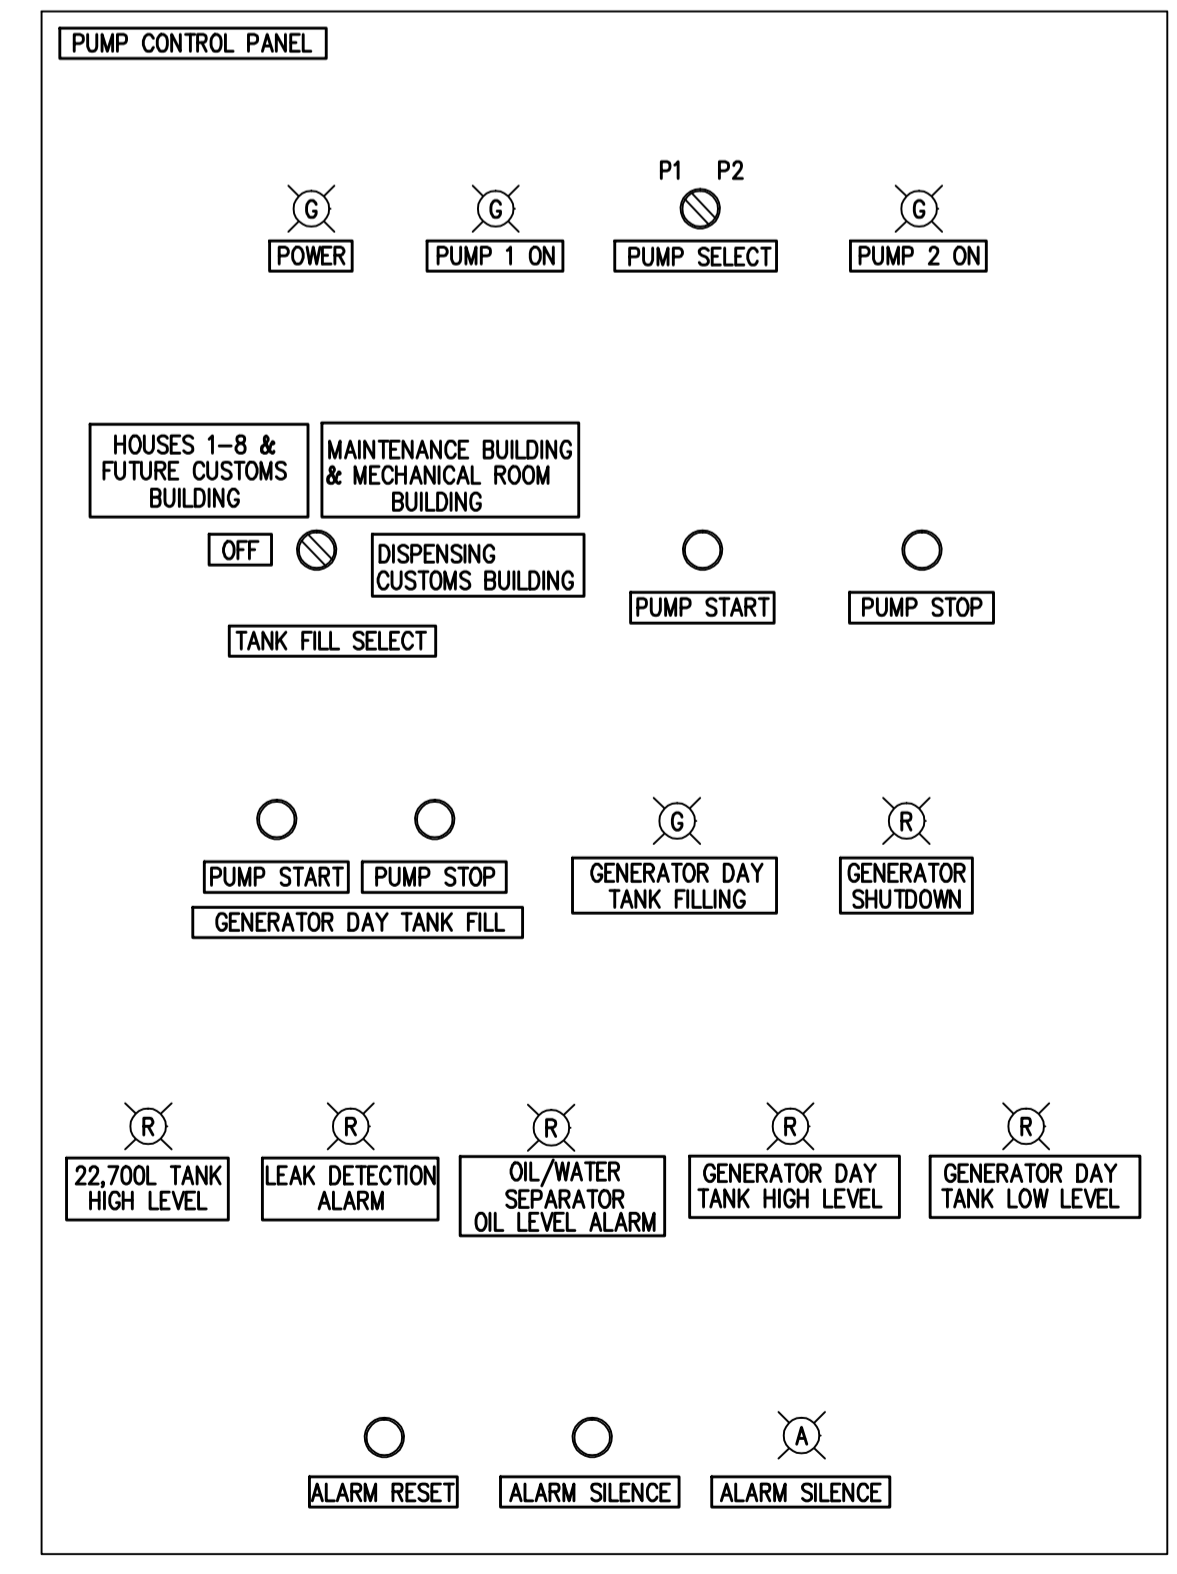 PUMP CONTROL PANEL
P1 P2
G
G
G
POWER
PUMP 1 ON
PUMP SELECT
PUMP 2 ON
HOUSES 1-8 &
FUTURE CUSTOMS
BUILDING
MAINTENANCE BUILDING
& MECHANICAL ROOM
BUILDING
OFF
DISPENSING
CUSTOMS BUILDING
TANK FILL SELECT
PUMP START
PUMP STOP
PUMP START
PUMP STOP
GENERATOR DAY TANK FILL
G
GENERATOR DAY
TANK FILLING
R
GENERATOR
SHUTDOWN
R
22,700L TANK
HIGH LEVEL
R
LEAK DETECTION
ALARM
R
OIL/WATER
SEPARATOR
OIL LEVEL ALARM
R
GENERATOR DAY
TANK HIGH LEVEL
R
GENERATOR DAY
TANK LOW LEVEL
ALARM RESET
ALARM SILENCE
A
ALARM SILENCE